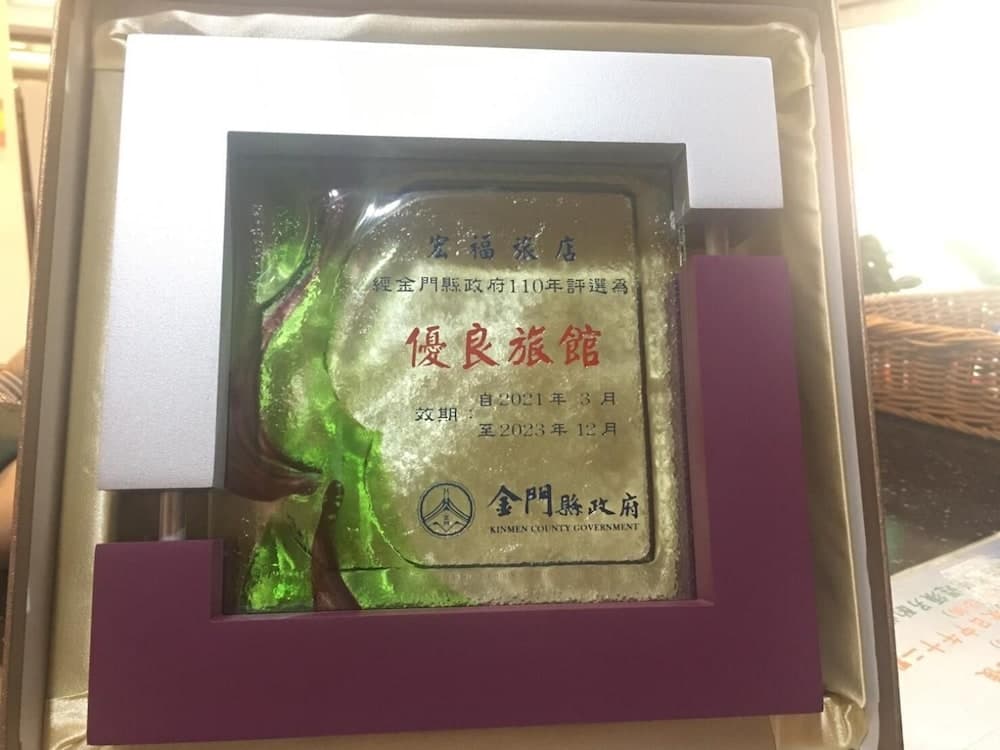 宏福旅店
經金門縣政府110年評選為
優良旅館
效期：
自2021年 3 月
至2023年 12 月
金門縣政府
KINMEN COUNTY GOVERNMENT